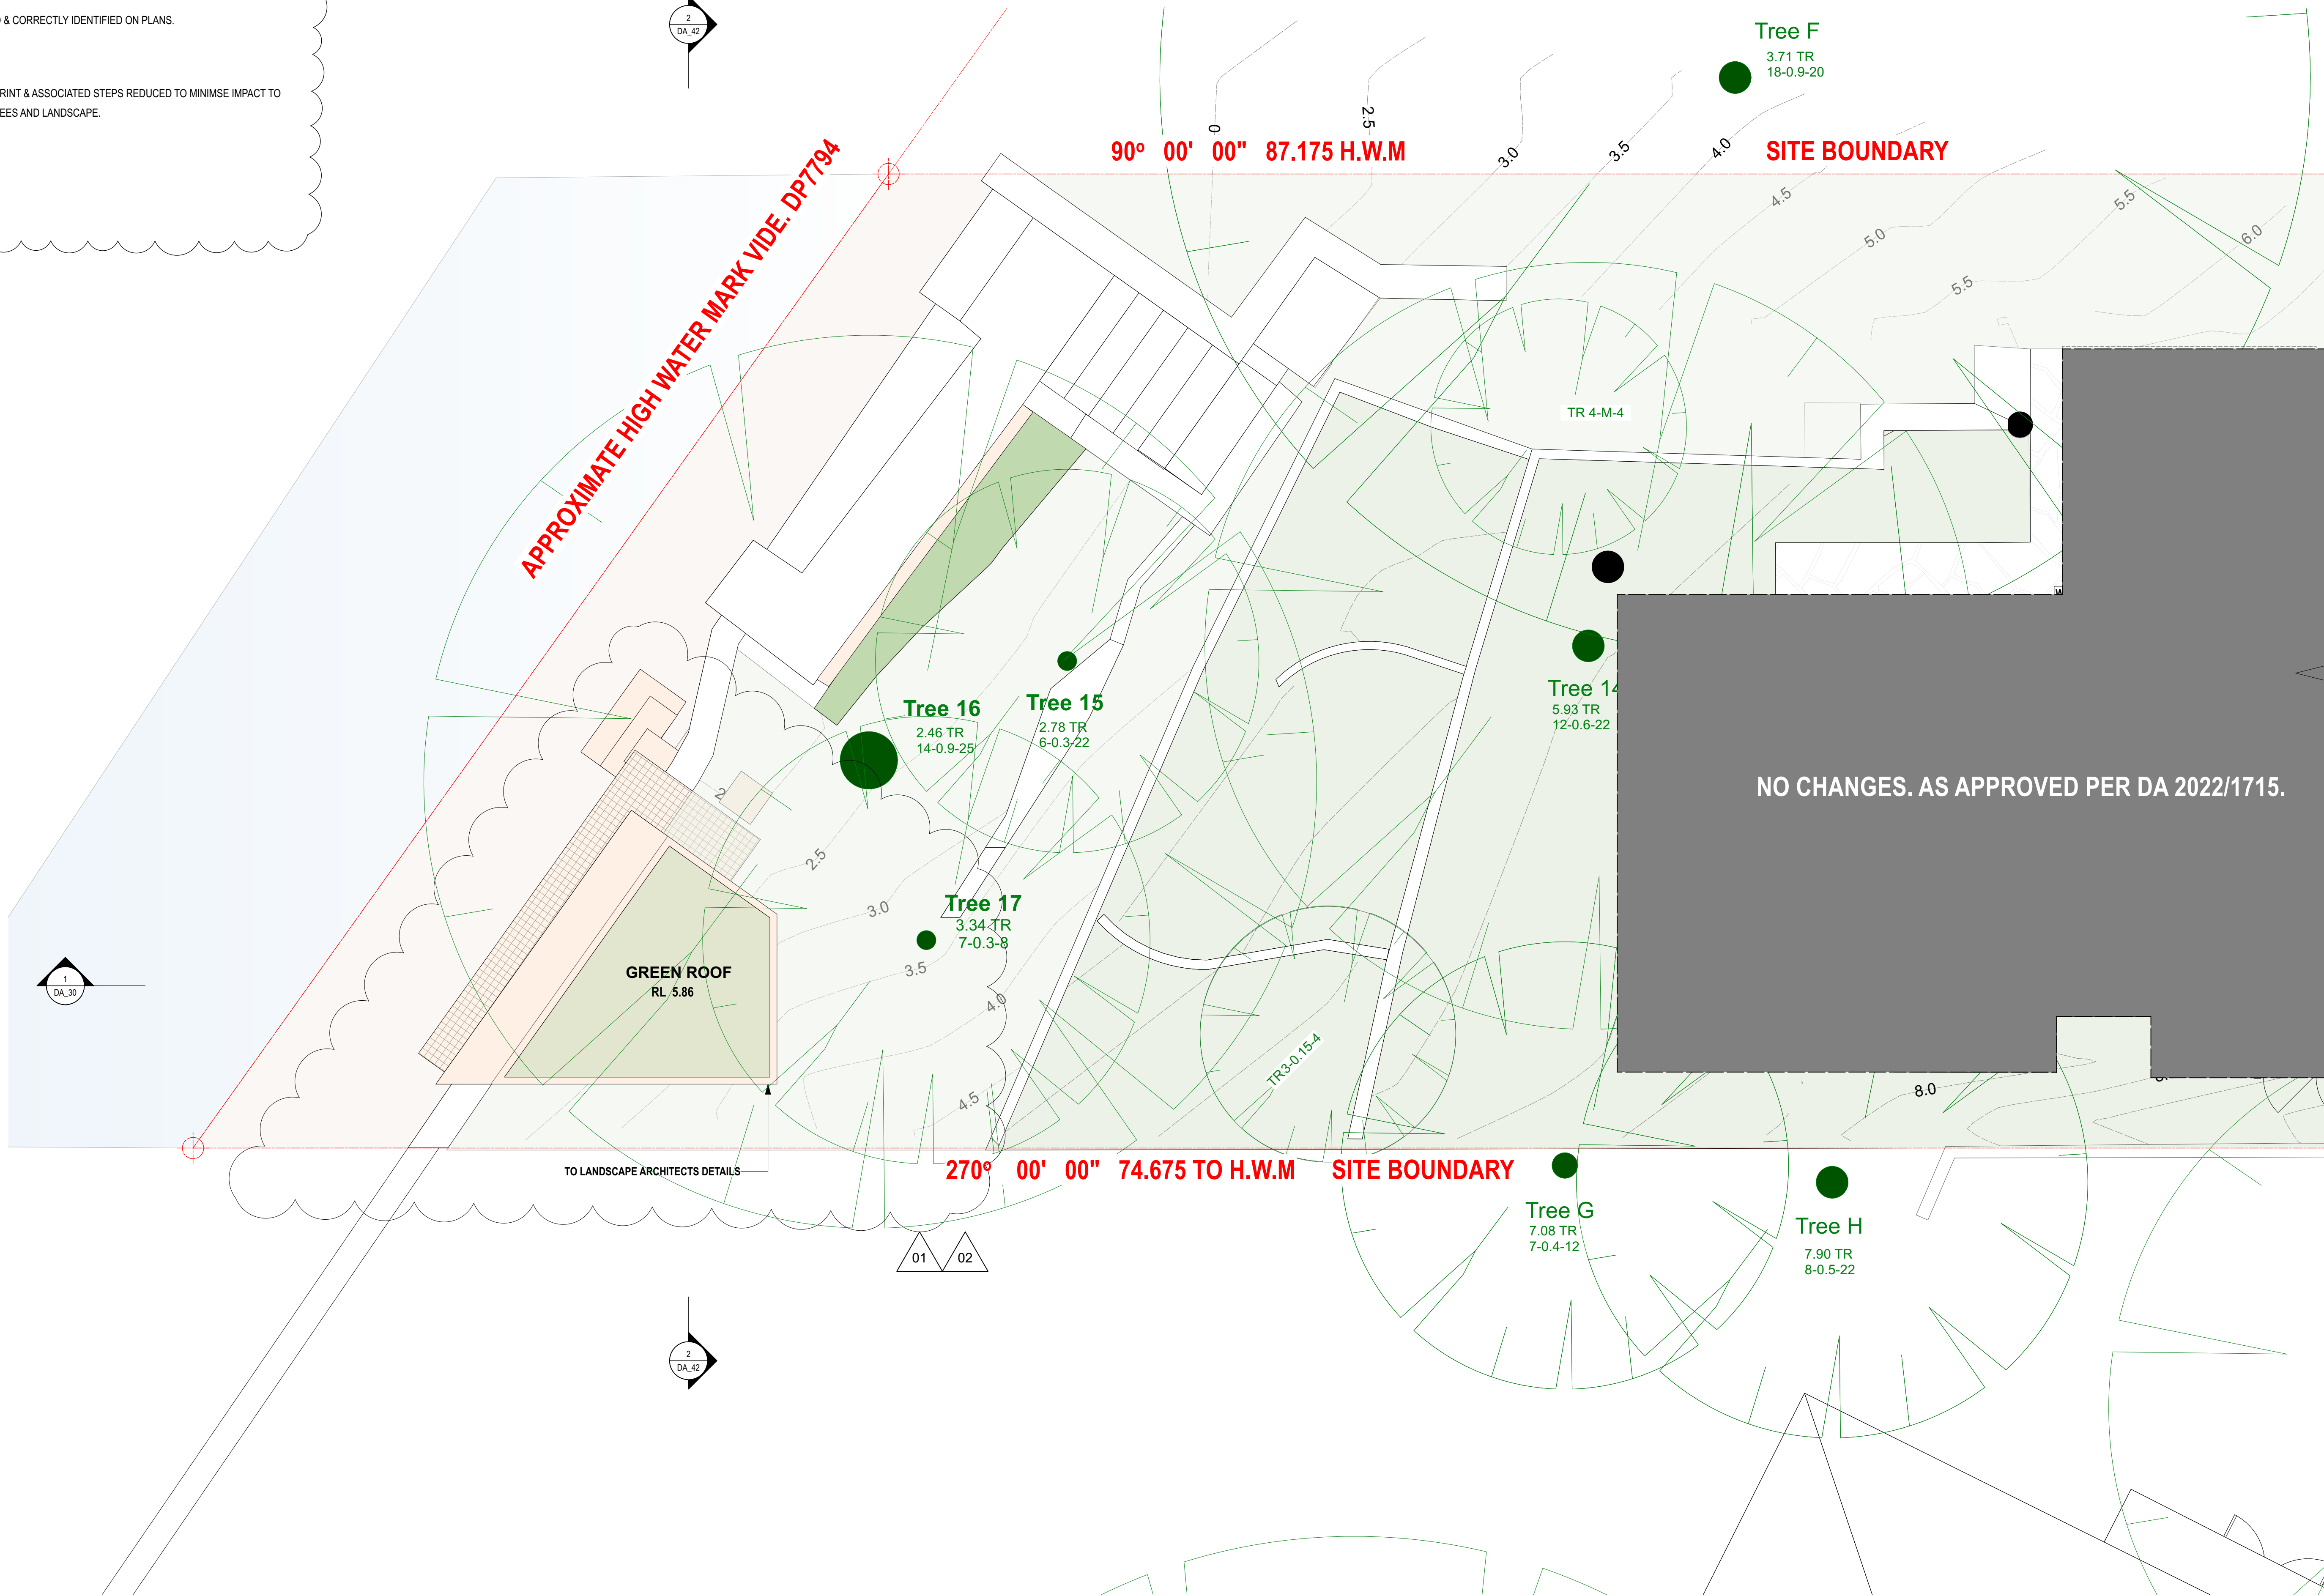 & CORRECTLY IDENTIFIED ON PLANS.
RINT & ASSOCIATED STEPS REDUCED TO MINIMSE IMPACT TO
EES AND LANDSCAPE.
2
DA_42
Tree F
3.71 TR
18-0.9-20
APPROXIMATE HIGH WATER MARK VIDE. DP7794
90º 00' 00" 87.175 H.W.M
SITE BOUNDARY
2.5
3.0
3.5
4.0
4.5
5.0
5.5
5.5
6.0
TR 4-M-4
W
Tree 16
2.46 TR
14-0.9-25
Tree 15
2.78 TR
6-0.3-22
Tree 14
5.93 TR
12-0.6-22
NO CHANGES. AS APPROVED PER DA 2022/1715.
2
2.5
3.0
3.5
4.0
4.5
Tree 17
3.34 TR
7-0.3-8
GREEN ROOF
RL 5.86
1
DA_30
TR3-0.15-4
8.0
TO LANDSCAPE ARCHITECTS DETAILS
270º 00' 00" 74.675 TO H.W.M SITE BOUNDARY
Tree G
7.08 TR
7-0.4-12
Tree H
7.90 TR
8-0.5-22
01
02
2
DA_42